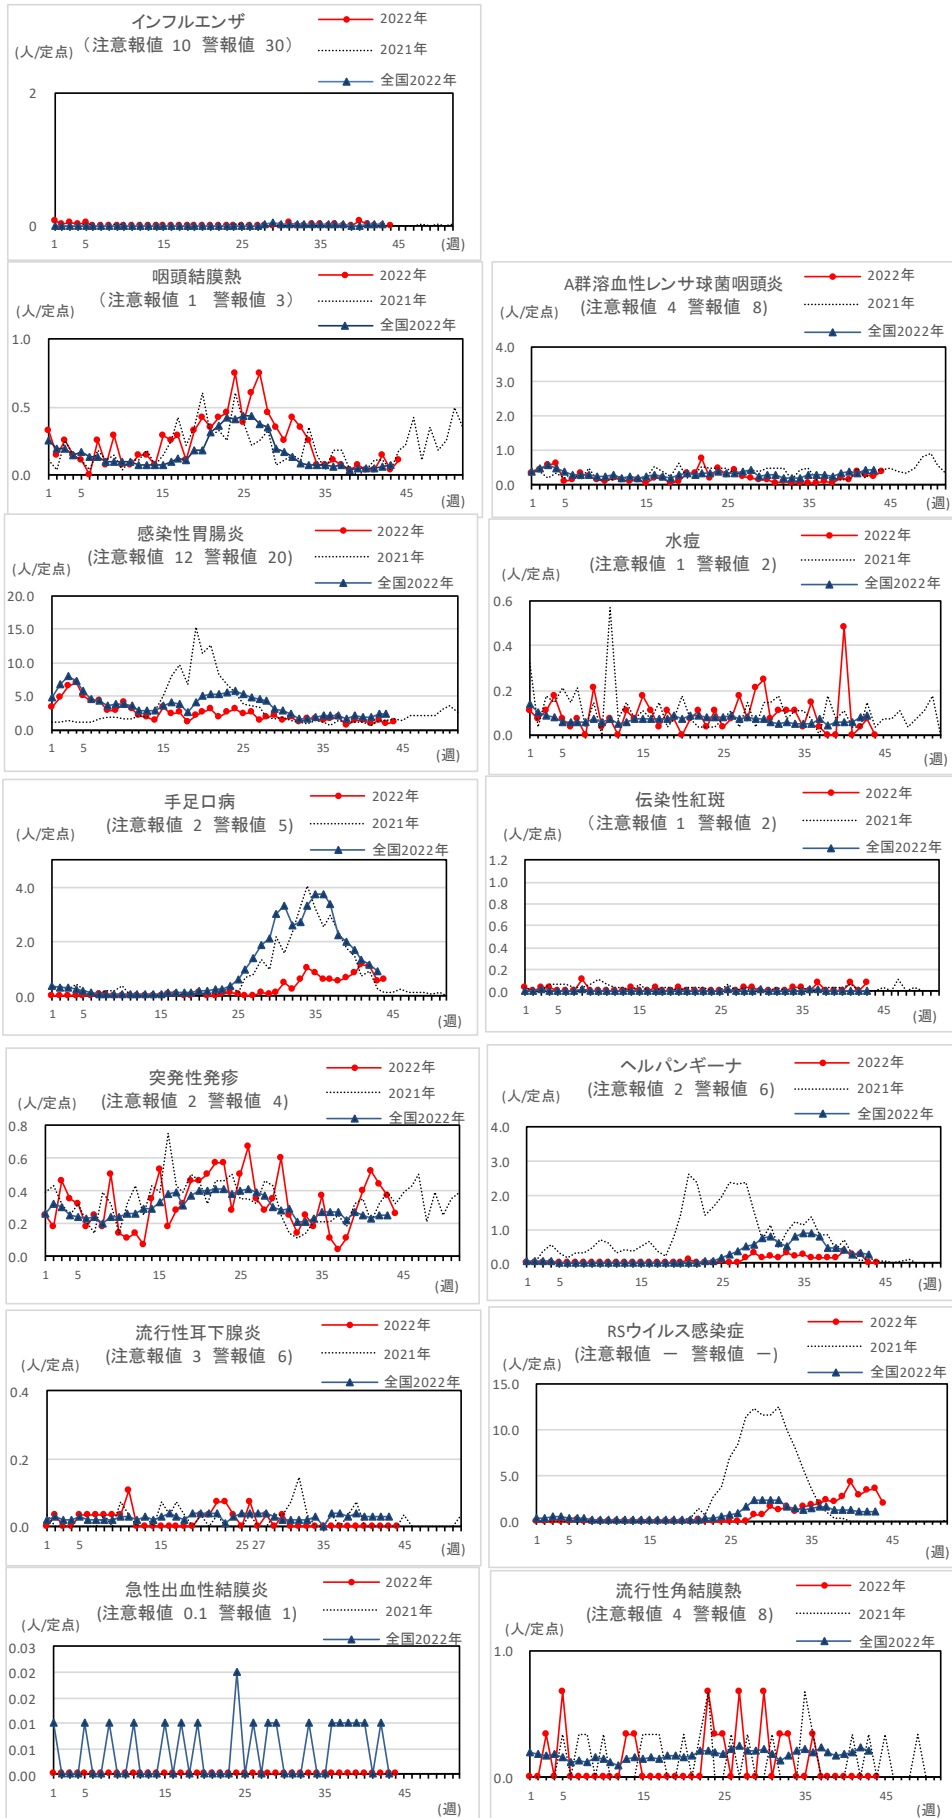 インフルエンザ
（注意報値 10 警報値 30）
(人/定点)
2022年
2021年
全国2022年
2
0
1 5 15 25 35 45 (週)
咽頭結膜熱
（注意報値 1 警報値 3）
(人/定点)
2022年
2021年
全国2022年
1.0
0.5
0.0
1 5 15 25 35 45 (週)
A群溶血性レンサ球菌咽頭炎
(注意報値 4 警報値 8)
(人/定点)
2022年
2021年
全国2022年
4.0
3.0
2.0
1.0
0.0
1 5 15 25 35 45 (週)
感染性胃腸炎
(注意報値 12 警報値 20)
(人/定点)
2022年
2021年
全国2022年
20.0
15.0
10.0
5.0
0.0
1 5 15 25 35 45 (週)
水痘
(注意報値 1 警報値 2)
(人/定点)
2022年
2021年
全国2022年
0.6
0.4
0.2
0.0
1 5 15 25 35 45 (週)
手足口病
(注意報値 2 警報値 5)
(人/定点)
2022年
2021年
全国2022年
4.0
2.0
0.0
1 5 15 25 35 45 (週)
伝染性紅斑
（注意報値 1 警報値 2)
(人/定点)
2022年
2021年
全国2022年
1.2
1.0
0.8
0.6
0.4
0.2
0.0
1 5 15 25 35 45 (週)
突発性発疹
(注意報値 2 警報値 4)
(人/定点)
2022年
2021年
全国2022年
0.8
0.6
0.4
0.2
0.0
1 5 15 25 35 45 (週)
ヘルパンギーナ
(注意報値 2 警報値 6)
(人/定点)
2022年
2021年
全国2022年
4.0
3.0
2.0
1.0
0.0
1 5 15 25 35 45 (週)
流行性耳下腺炎
(注意報値 3 警報値 6)
(人/定点)
2022年
2021年
全国2022年
0.4
0.2
0.0
1 5 15 25 27 35 45 (週)
RSウイルス感染症
(注意報値 － 警報値 －)
(人/定点)
2022年
2021年
全国2022年
15.0
10.0
5.0
0.0
1 5 15 25 35 45 (週)
急性出血性結膜炎
(注意報値 0.1 警報値 1)
(人/定点)
2022年
2021年
全国2022年
0.03
0.02
0.02
0.01
0.01
0.00
1 5 15 25 35 45 (週)
流行性角結膜熱
(注意報値 4 警報値 8)
(人/定点)
2022年
2021年
全国2022年
1.0
0.0
1 5 15 25 35 45 (週)